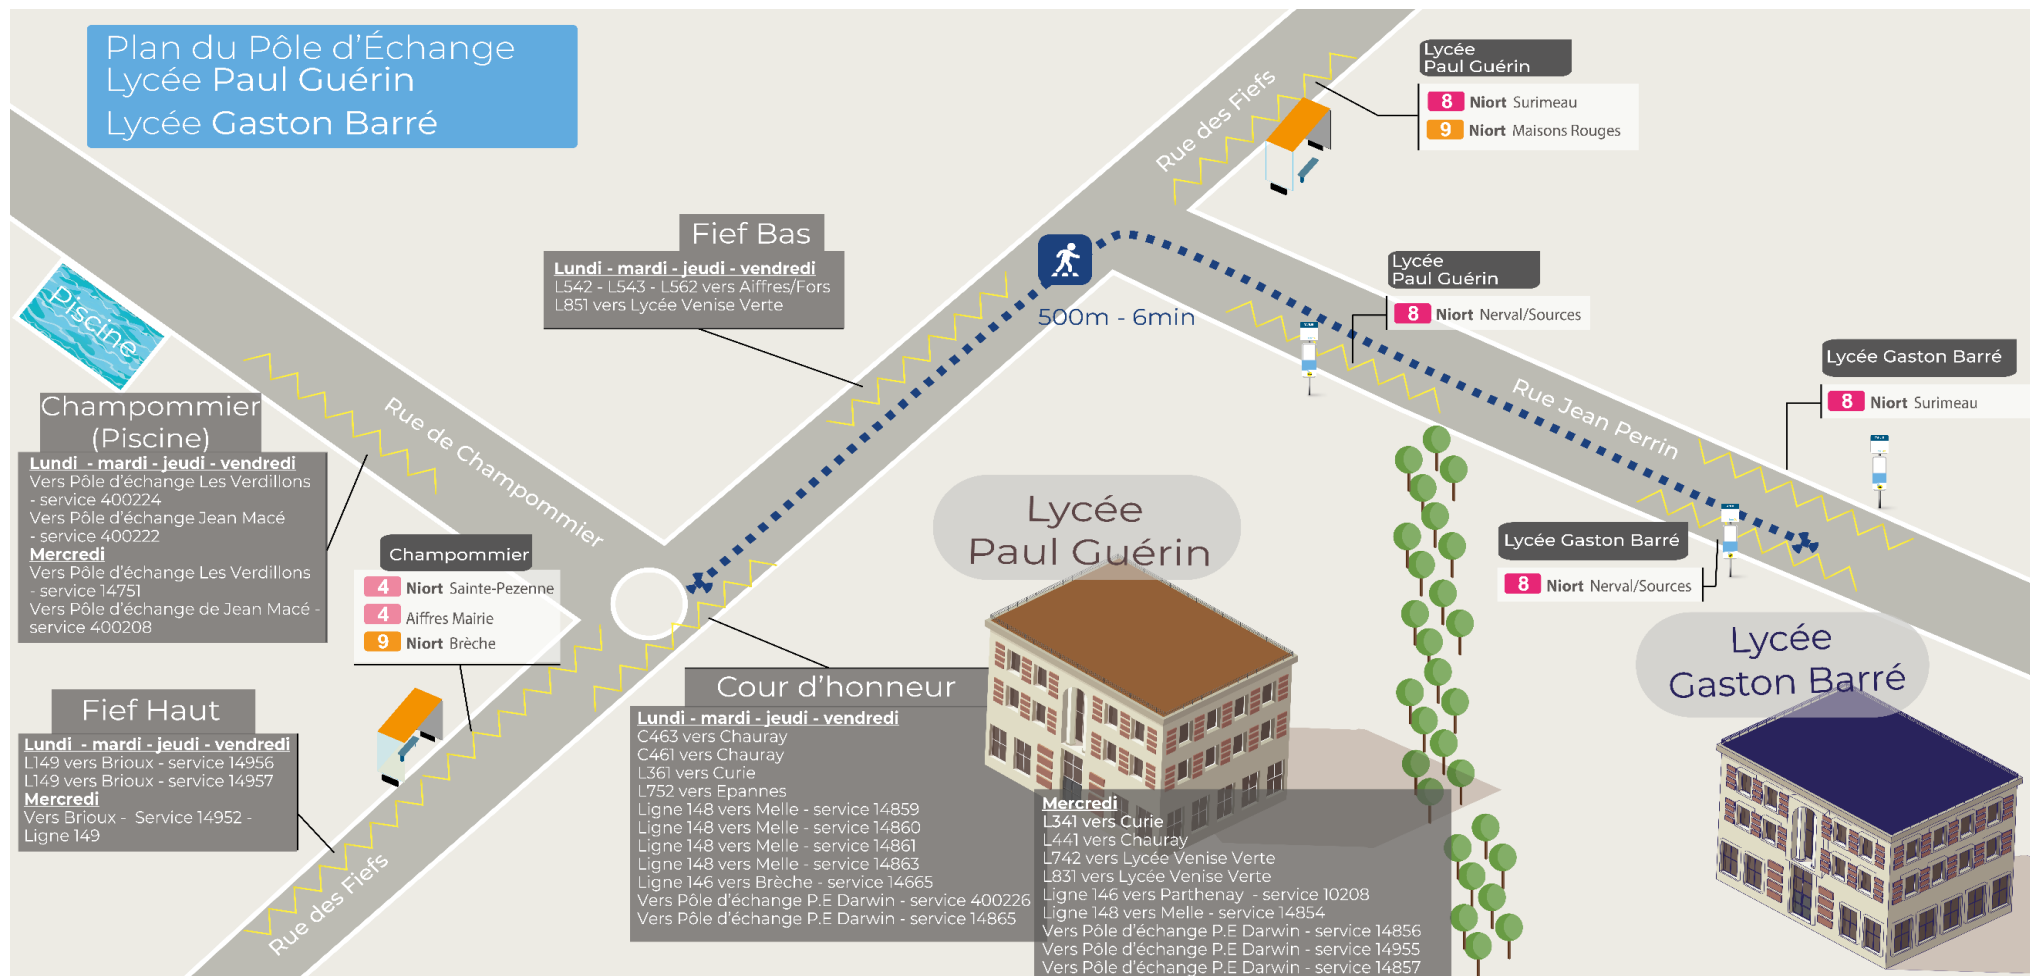 Plan du Pôle d'Échange
Lycée Paul Guérin
Lycée Gaston Barré
Rue des Fiefs
Lycée
Paul Guérin
8 Niort Surimeau
9 Niort Maisons Rouges
Fief Bas
Lundi - mardi - jeudi - vendredi
L542 - L543 - L562 vers Aiffres/Fors
L851 vers Lycée Venise Verte
500m - 6min
Lycée
Paul Guérin
8 Niort Nerval/Sources
Rue Jean Perrin
Lycée Gaston Barré
8 Niort Surimeau
Piscine
Champommier
(Piscine)
Lundi - mardi - jeudi - vendredi
Vers Pôle d'échange Les Verdillons
- service 400224
Vers Pôle d'échange Jean Macé
- service 400222
Mercredi
Vers Pôle d'échange Les Verdillons
- service 14751
Vers Pôle d'échange de Jean Macé -
service 400208
Rue de Champommier
Champommier
4 Niort Sainte-Pezenne
4 Aiffres Mairie
9 Niort Brèche
Lycée
Paul Guérin
Lycée Gaston Barré
8 Niort Nerval/Sources
Lycée
Gaston Barré
Fief Haut
Lundi - mardi - jeudi - vendredi
L149 vers Brioux - service 14956
L149 vers Brioux - service 14957
Mercredi
Vers Brioux - Service 14952 -
Ligne 149
Rue des Fiefs
Cour d'honneur
Lundi - mardi - jeudi - vendredi
C463 vers Chauray
C461 vers Chauray
L361 vers Curie
L752 vers Epannes
Ligne 148 vers Melle - service 14859
Ligne 148 vers Melle - service 14860
Ligne 148 vers Melle - service 14861
Ligne 148 vers Melle - service 14863
Ligne 146 vers Brèche - service 14665
Vers Pôle d'échange P.E Darwin - service 400226
Vers Pôle d'échange P.E Darwin - service 14865
Mercredi
L341 vers Curie
L441 vers Chauray
L742 vers Lycée Venise Verte
L831 vers Lycée Venise Verte
Ligne 146 vers Parthenay - service 10208
Ligne 148 vers Melle - service 14854
Vers Pôle d'échange P.E Darwin - service 14856
Vers Pôle d'échange P.E Darwin - service 14955
Vers Pôle d'échange P.E Darwin - service 14857